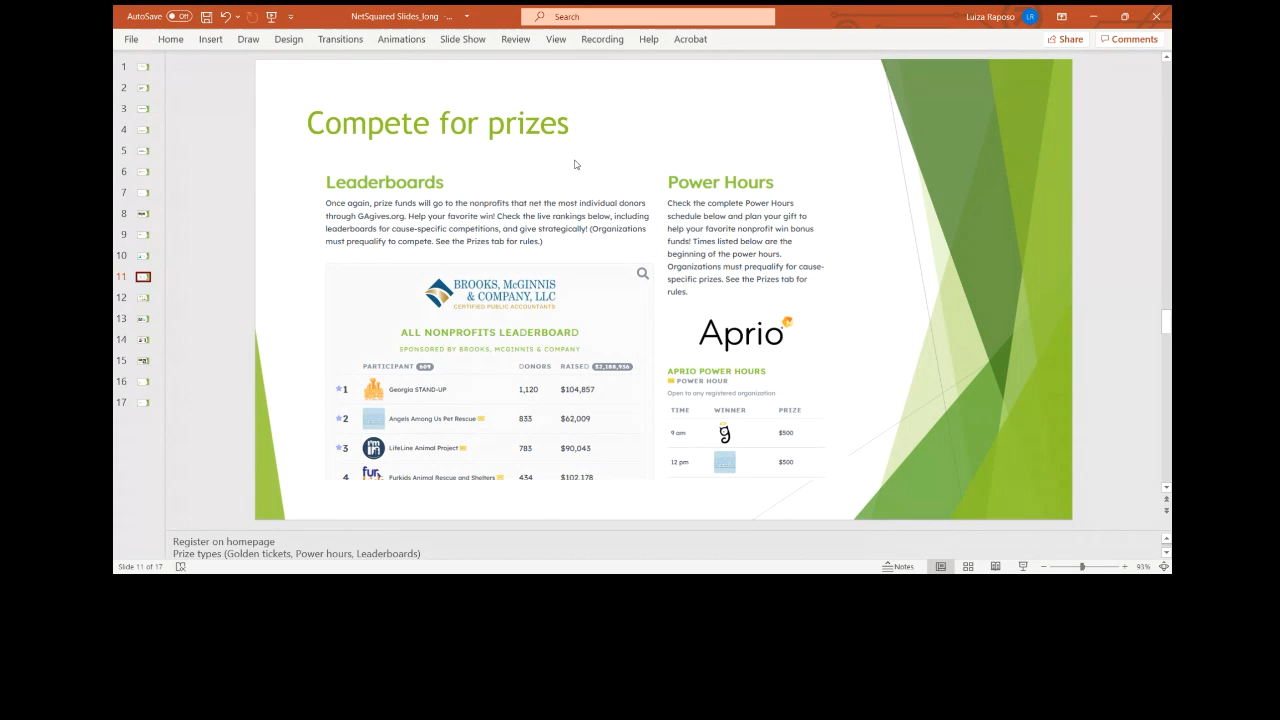 AutoSave Off NetSquared Slides_long -... Search Luiza Raposo LR
File Home Insert Draw Design Transitions Animations Slide Show Review View Recording Help Acrobat Share Comments
1
2
3
4
5
6
7
8
9
10
11
12
13
14
15
16
17
Compete for prizes
Leaderboards
Once again, prize funds will go to the nonprofits that net the most individual donors
through GAgives.org. Help your favorite win! Check the live rankings below, including
leaderboards for cause-specific competitions, and give strategically! (Organizations
must prequalify to compete. See the Prizes tab for rules.)
BROOKS, McGINNIS
& COMPANY, LLC
CERTIFIED PUBLIC ACCOUNTANTS
ALL NONPROFITS LEADERBOARD
SPONSORED BY BROOKS, MCGINNIS & COMPANY
PARTICIPANT 609 DONORS RAISED $2,188,936
1 Georgia STAND-UP 1,120 $104,857
2 Angels Among Us Pet Rescue 833 $62,009
3 LifeLine Animal Project 783 $90,043
4 fur Furkids Animal Rescue and Shelters 434 $102,178
Power Hours
Check the complete Power Hours
schedule below and plan your gift to
help your favorite nonprofit win bonus
funds! Times listed below are the
beginning of the power hours.
Organizations must prequalify for cause-
specific prizes. See the Prizes tab for
rules.
Aprio
APRIO POWER HOURS
POWER HOUR
Open to any registered organization
TIME WINNER PRIZE
9 am g $500
12 pm $500
Register on homepage
Prize types (Golden tickets, Power hours, Leaderboards)
Slide 11 of 17 Notes 93%